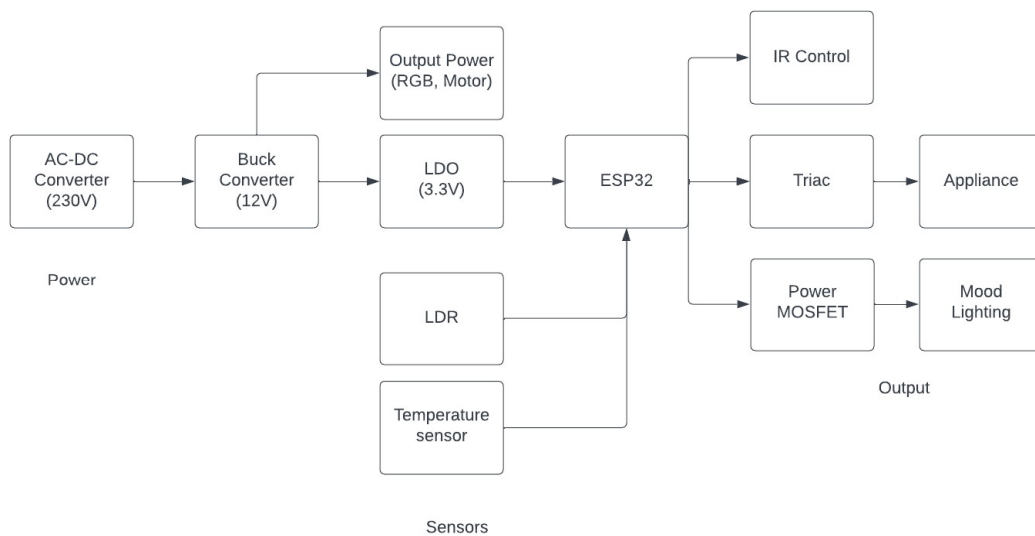 Output Power
(RGB, Motor)
IR Control
AC-DC
Converter
(230V)
Buck
Converter
(12V)
LDO
(3.3V)
ESP32
Triac
Appliance
Power
LDR
Power
MOSFET
Mood
Lighting
Output
Temperature
sensor
Sensors